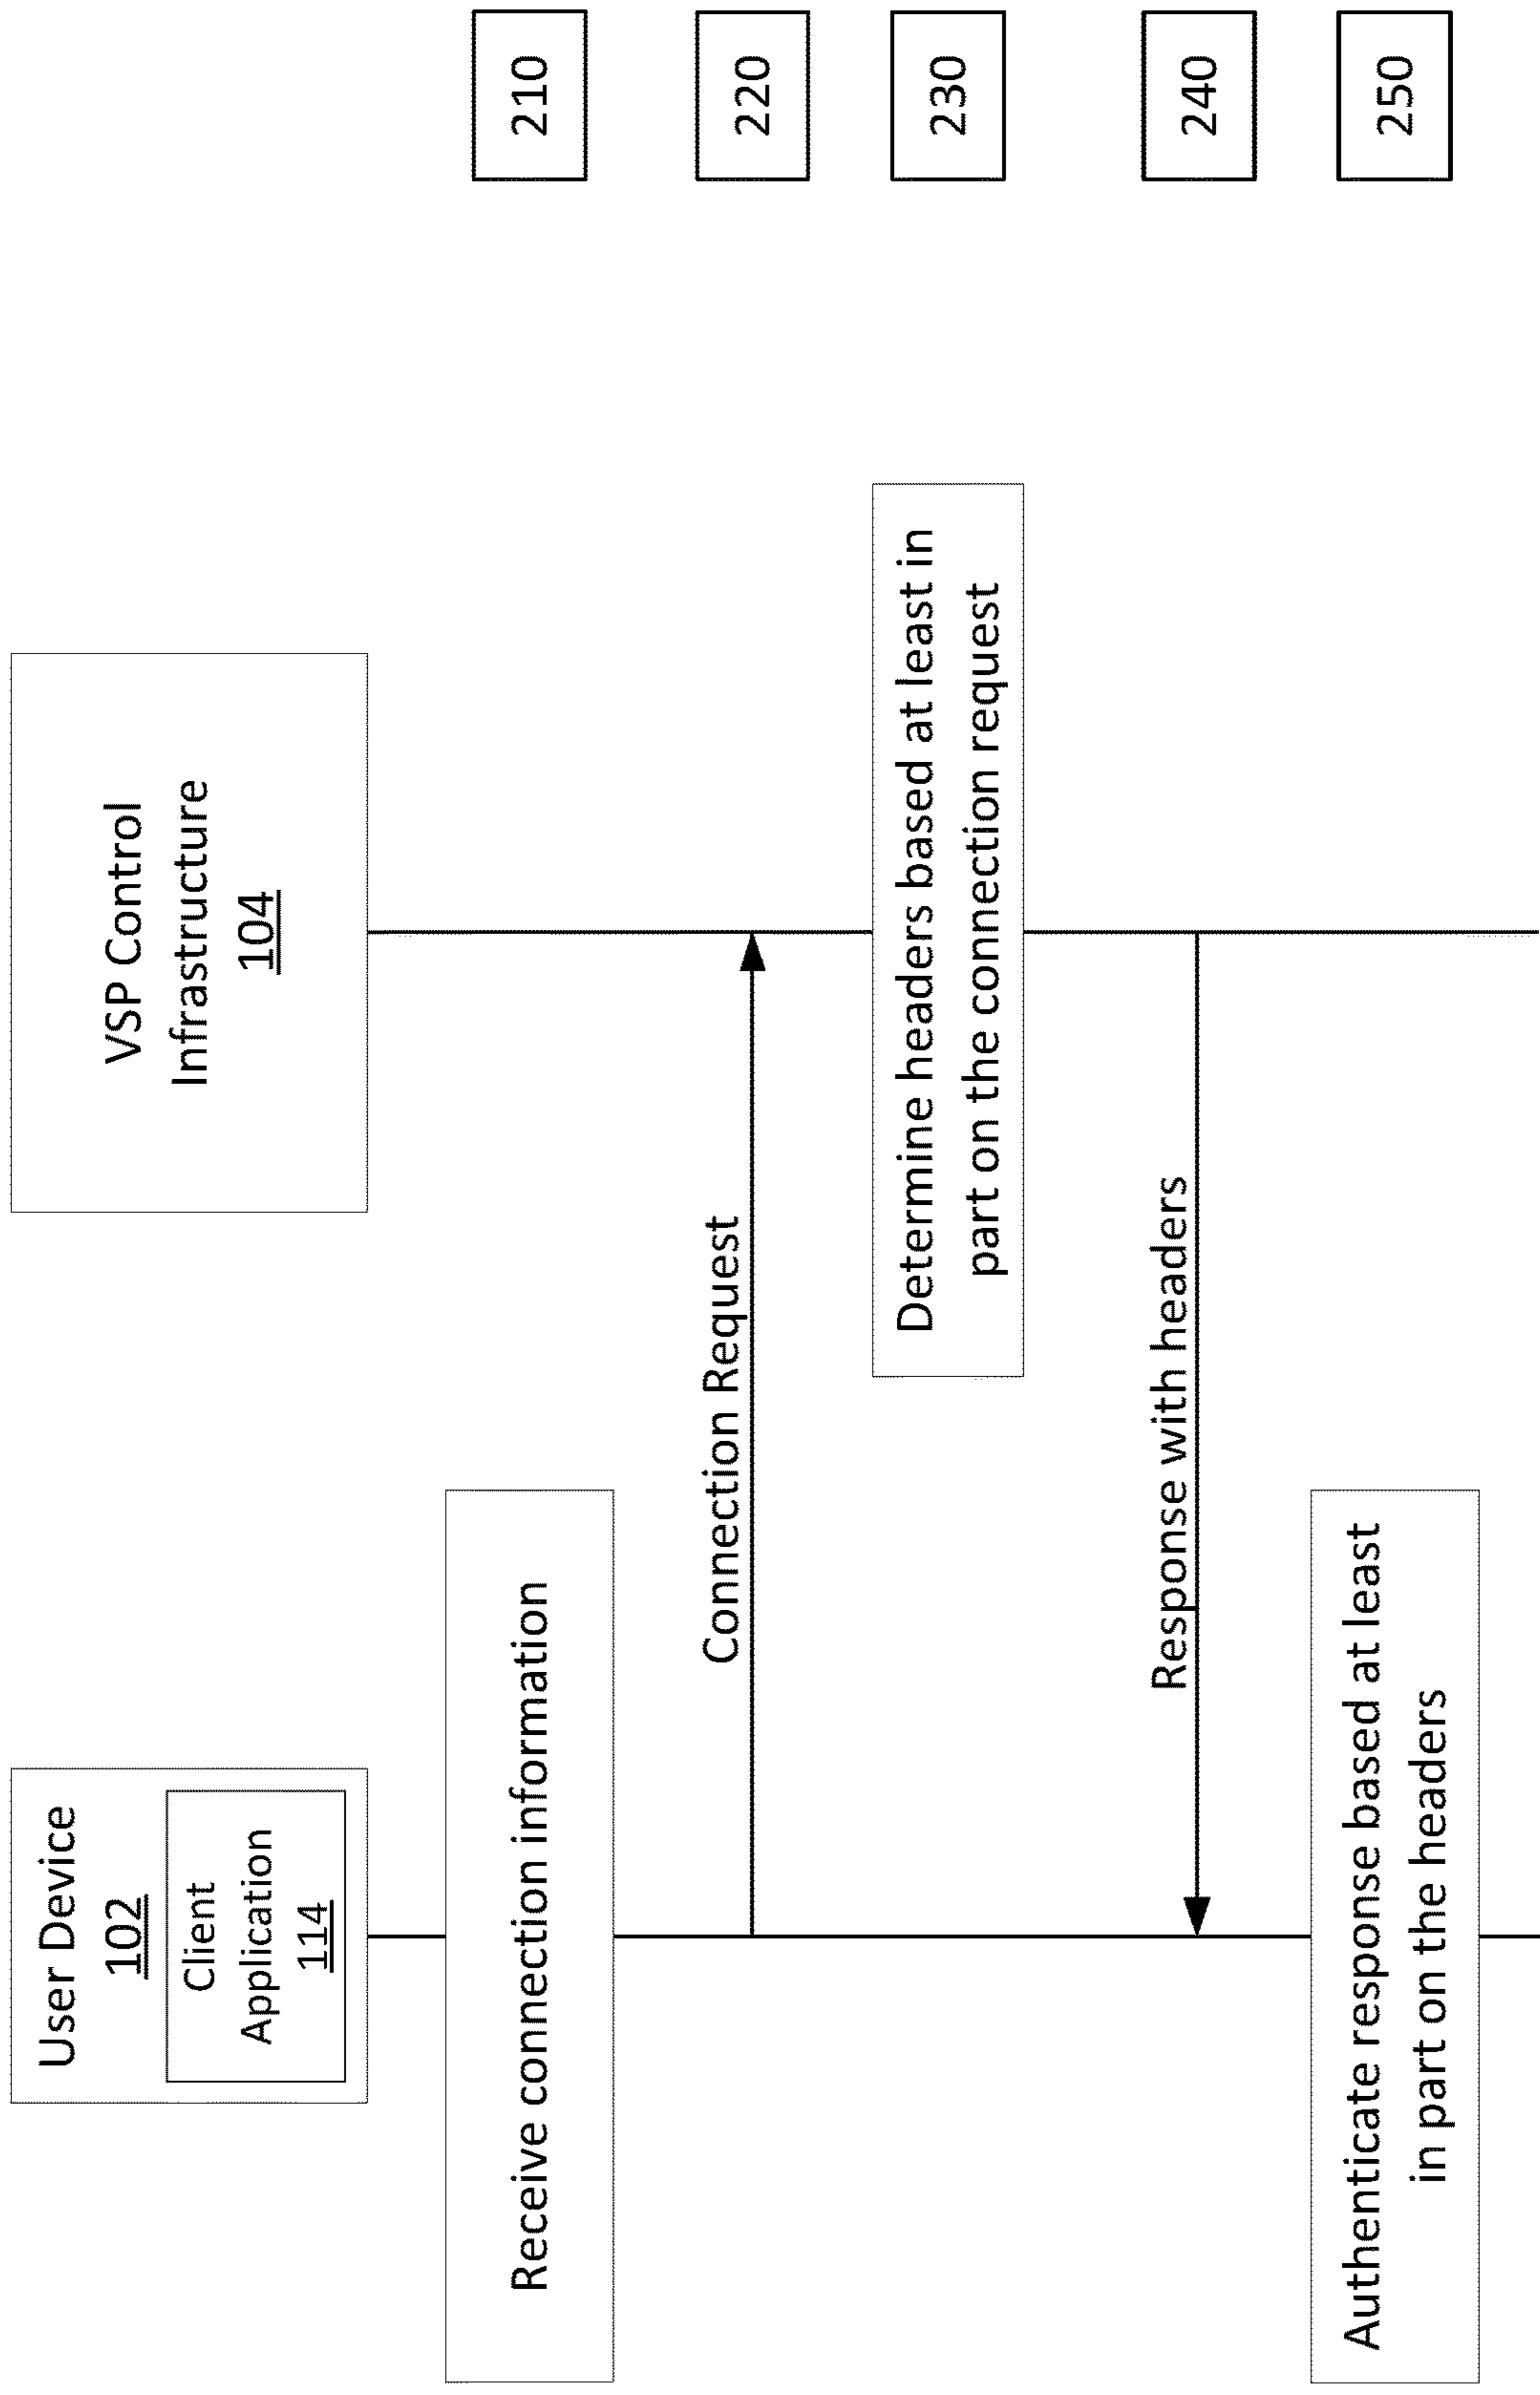 User Device
102
Client
Application
114
VSP Control
Infrastructure
104
Receive connection information
210
Connection Request
220
Determine headers based at least in
part on the connection request
230
Response with headers
240
Authenticate response based at least
in part on the headers
250